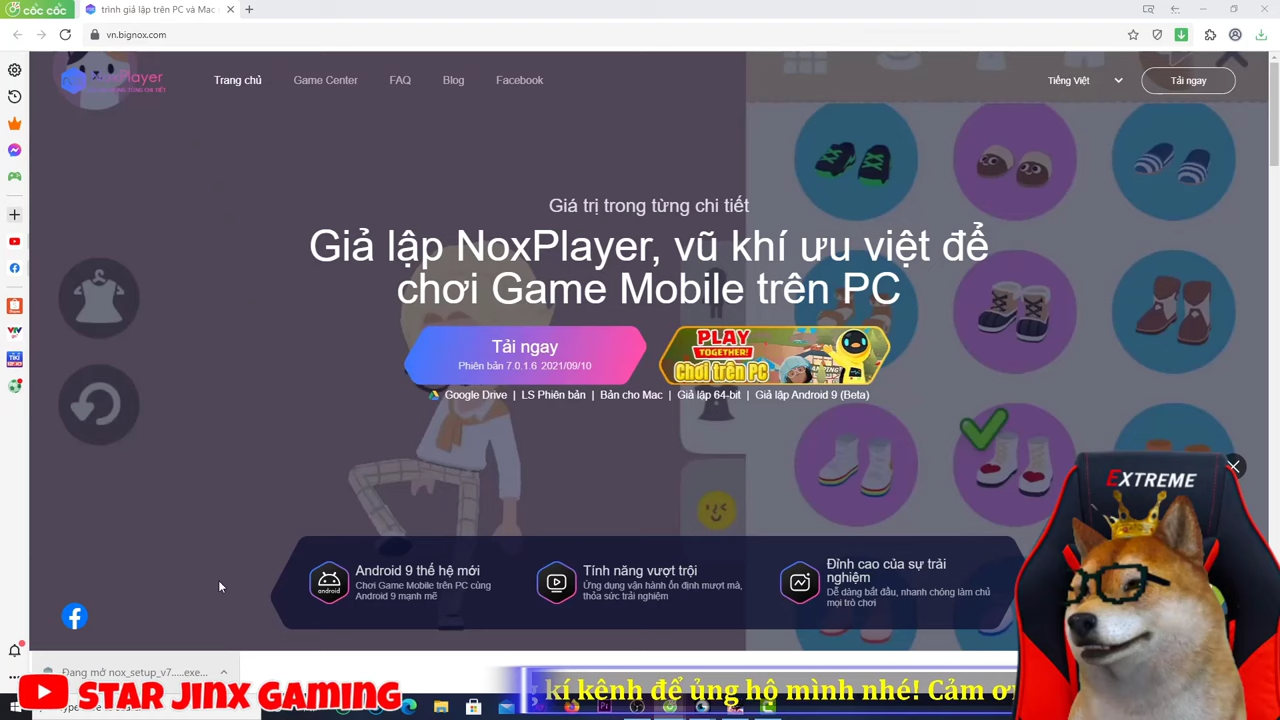 cốc cốc
trình giả lập trên PC và Mac
vn.bignox.com
Trang chủ
Game Center
FAQ
Blog
Facebook
Tiếng Việt
Tải ngay
Giá trị trong từng chi tiết
Giả lập NoxPlayer, vũ khí ưu việt để
chơi Game Mobile trên PC
Tải ngay
Phiên bản 7.0.1.6 2021/09/10
PLAY
TOGETHER!
Chơi trên PC
Google Drive | LS Phiên bản | Bản cho Mac | Giả lập 64-bit | Giả lập Android 9 (Beta)
EXTREME
android
Android 9 thế hệ mới
Chơi Game Mobile trên PC cùng
Android 9 mạnh mẽ
Tính năng vượt trội
Ứng dụng vận hành ổn định mượt mà,
thỏa sức trải nghiệm
Đỉnh cao của sự trải
nghiệm
Dễ dàng bắt đầu, nhanh chóng làm chủ
mọi trò chơi
Đang mở nox_setup_v7.....exe...
STAR JINX GAMING
kí kênh để ủng hộ mình nhé! Cảm